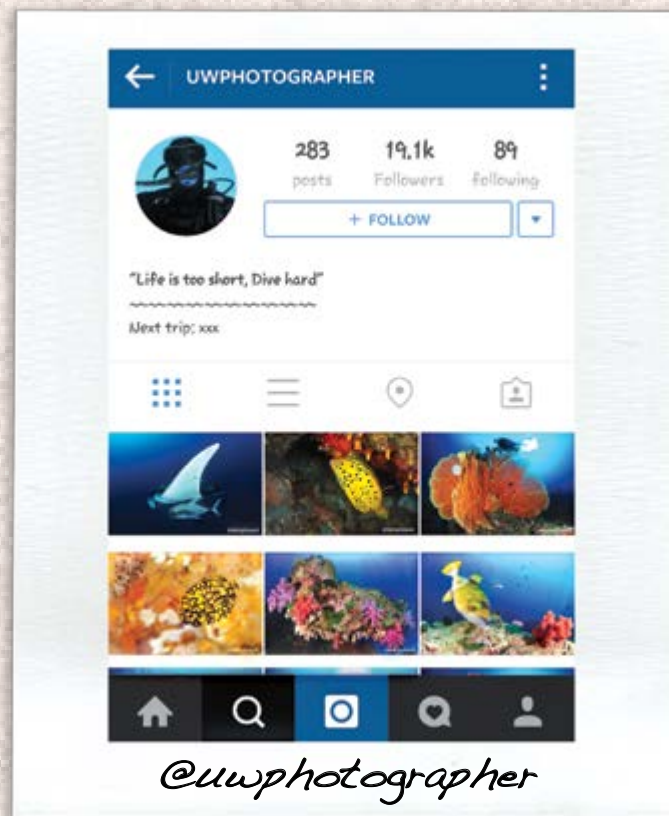 UWPHOTOGRAPHER
283 19.1k 89
posts Followers following
+ FOLLOW
"Life is too short, Dive hard"
Next trip: xxx
@uwphotographer